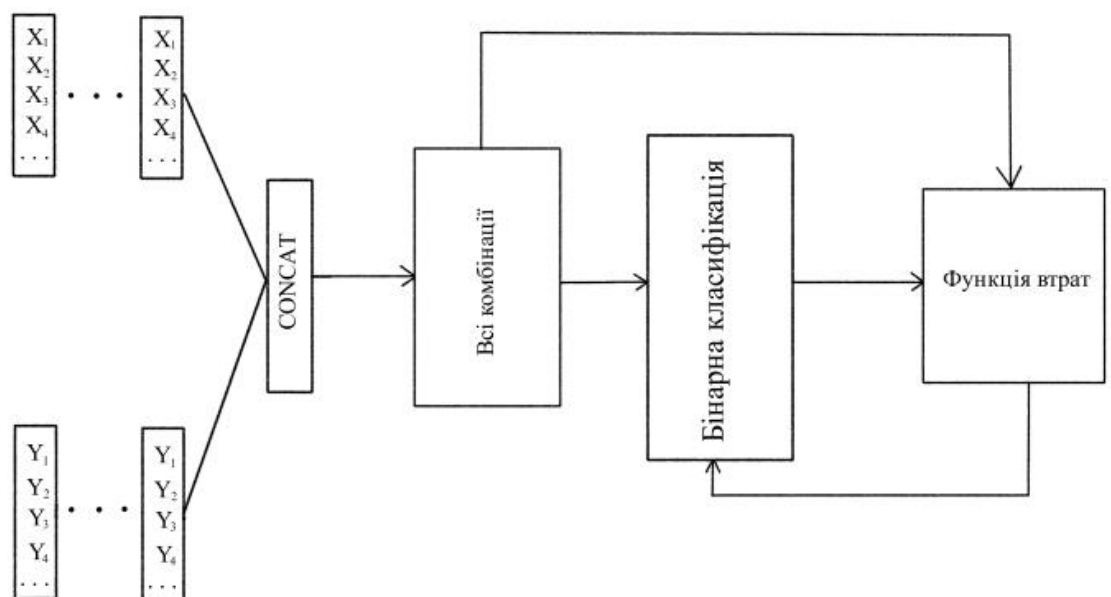 X₁
X₂
X₃
X₄
...
. . .
X₁
X₂
X₃
X₄
...
CONCAT
Всі комбінації
Бінарна класифікація
Функція втрат
Y₁
Y₂
Y₃
Y₄
...
. . .
Y₁
Y₂
Y₃
Y₄
...